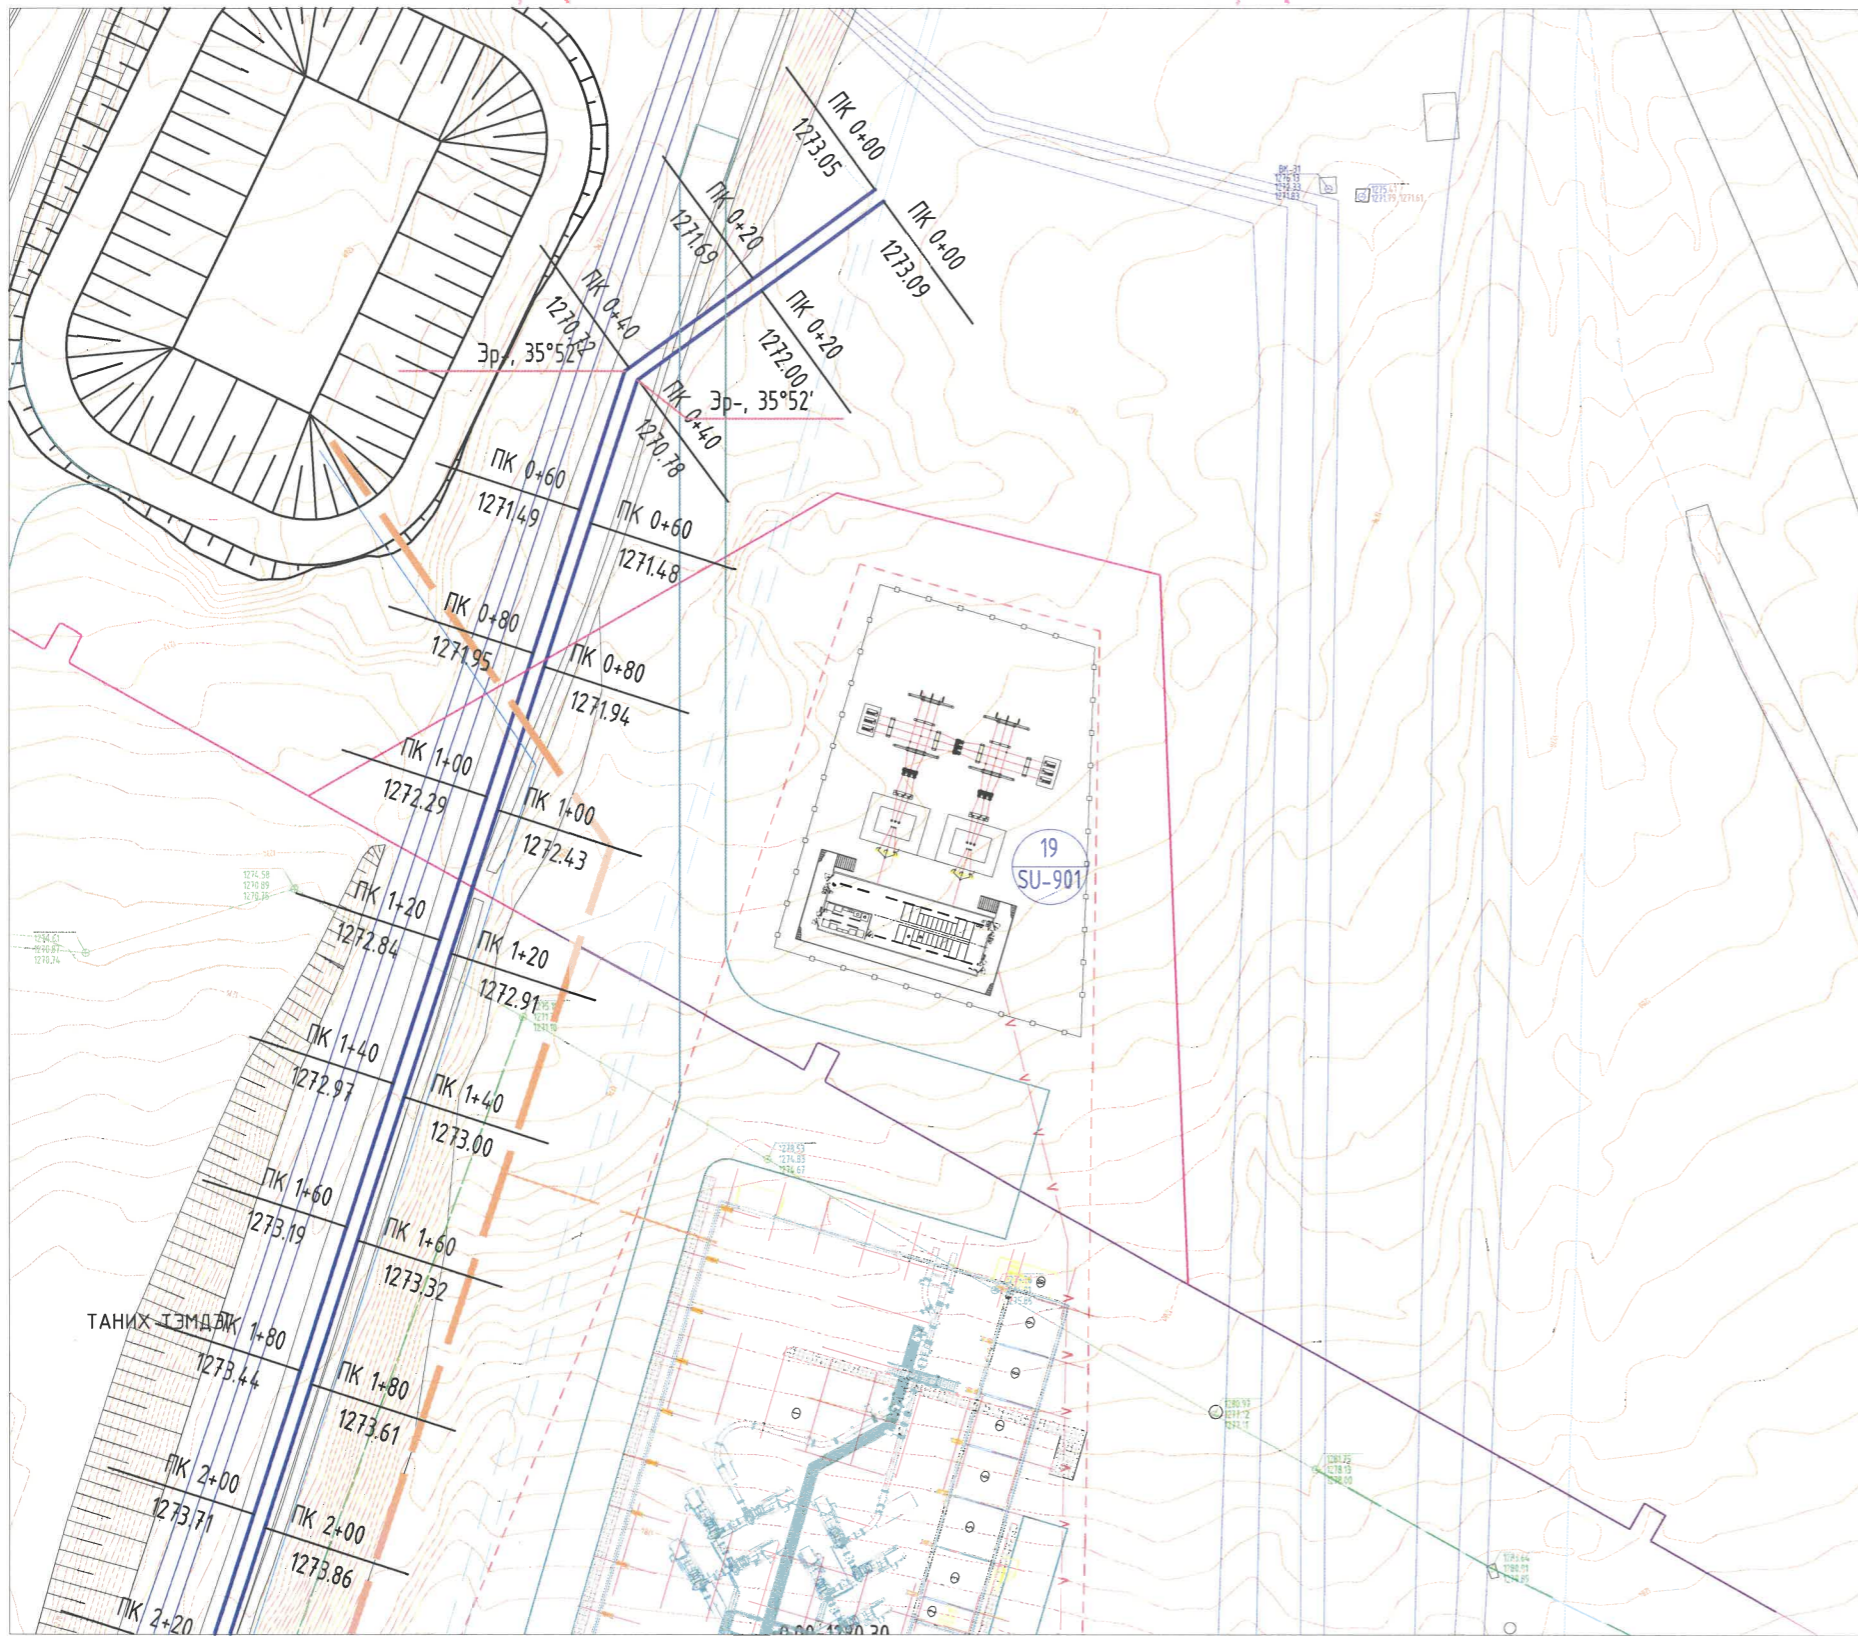 ПК 0+00
1273.05
ПК 0+00
1273.09
ПК 0+20
1271.69
ПК 0+20
1272.00
ПК 0+40
1270.72
Эр-, 35°52'
ПК 0+40
1270.78
Эр-, 35°52'
ПК 0+60
1271.49
ПК 0+60
1271.48
ПК 0+80
1271.95
ПК 0+80
1271.94
ПК 1+00
1272.29
ПК 1+00
1272.43
19
SU-901
ПК 1+20
1272.84
ПК 1+20
1272.91
1274.58
1270.89
ПК 1+40
1272.97
ПК 1+40
1273.00
ПК 1+60
1273.19
ПК 1+60
1273.32
ТАНИХ ТЭМДЭГ
ПК 1+80
1273.44
ПК 1+80
1273.61
ПК 2+00
1273.71
ПК 2+00
1273.86
ПК 2+20